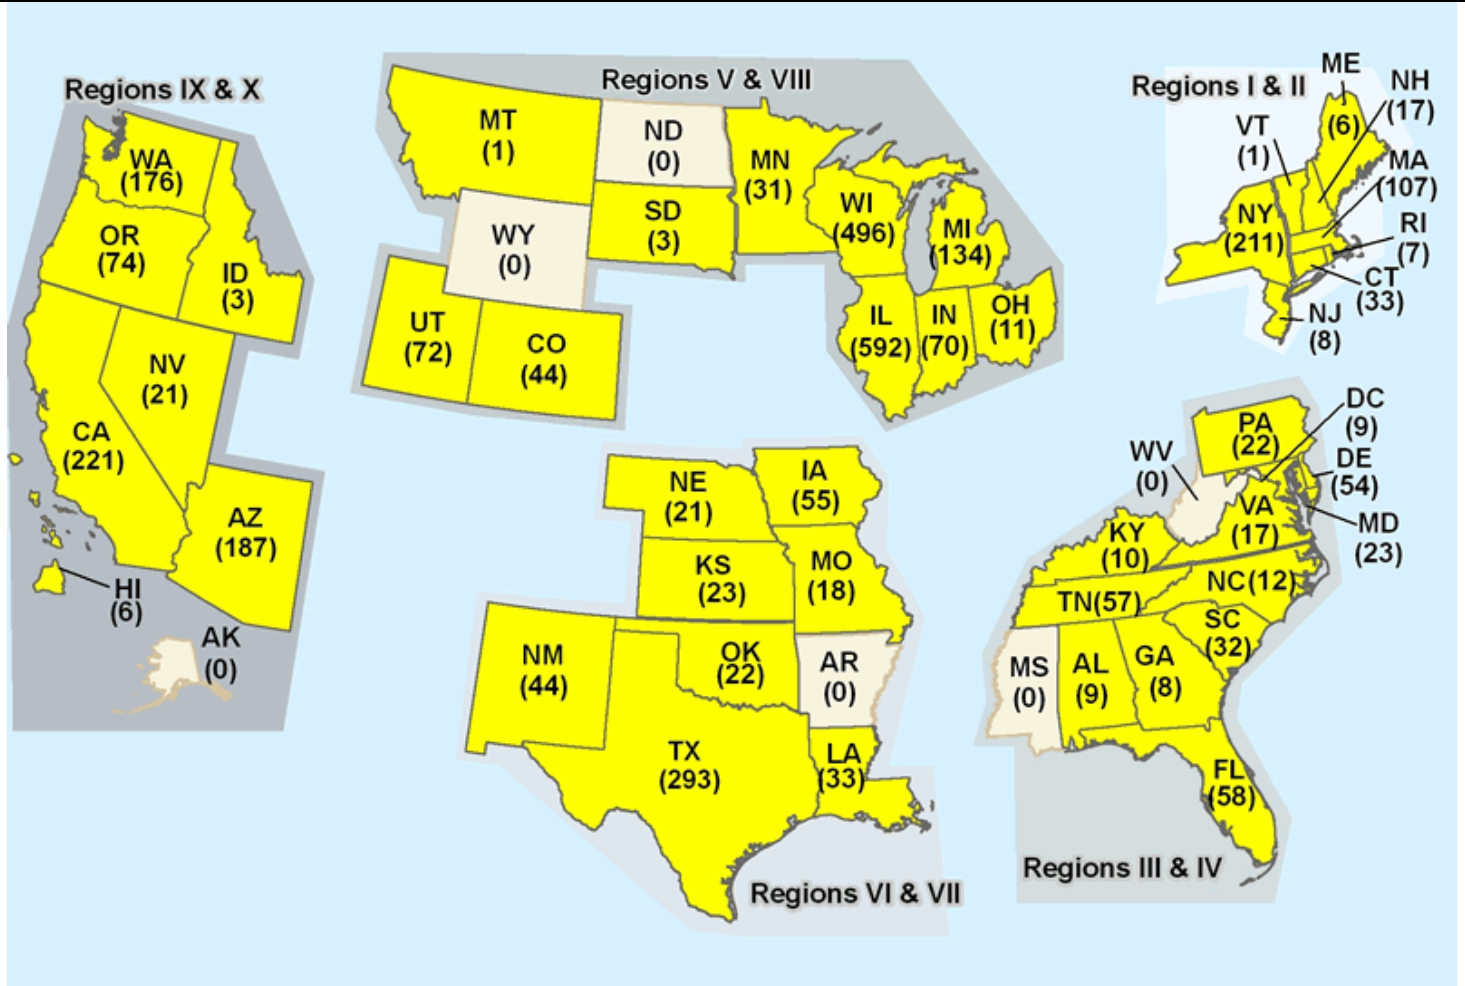 Regions IX & X
WA
(176)
OR
(74)
ID
(3)
NV
(21)
CA
(221)
AZ
(187)
HI
(6)
AK
(0)
Regions V & VIII
MT
(1)
ND
(0)
MN
(31)
SD
(3)
WY
(0)
WI
(496)
MI
(134)
UT
(72)
CO
(44)
IL
(592)
IN
(70)
OH
(11)
Regions I & II
ME
(6)
NH
(17)
VT
(1)
MA
(107)
NY
(211)
RI
(7)
CT
(33)
NJ
(8)
NE
(21)
IA
(55)
KS
(23)
MO
(18)
NM
(44)
OK
(22)
AR
(0)
TX
(293)
LA
(33)
Regions VI & VII
DC
(9)
PA
(22)
WV
(0)
DE
(54)
VA
(17)
MD
(23)
KY
(10)
TN(57)
NC(12)
SC
(32)
MS
(0)
AL
(9)
GA
(8)
FL
(58)
Regions III & IV